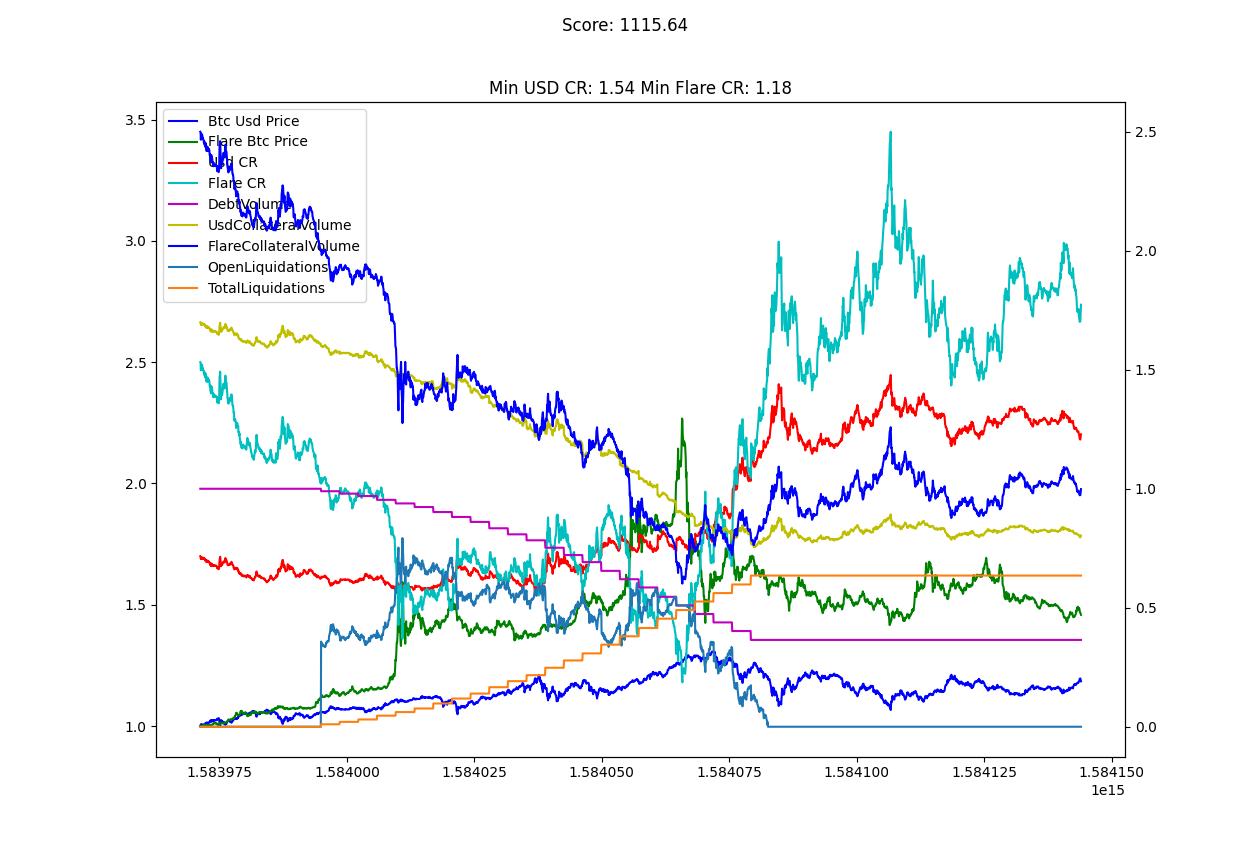 Score: 1115.64
Min USD CR: 1.54 Min Flare CR: 1.18
Btc Usd Price
Flare Btc Price
Usd CR
Flare CR
DebtVolume
UsdCollateralVolume
FlareCollateralVolume
OpenLiquidations
TotalLiquidations
3.5
3.0
2.5
2.0
1.5
1.0
2.5
2.0
1.5
1.0
0.5
0.0
1.583975
1.584000
1.584025
1.584050
1.584075
1.584100
1.584125
1.584150
1e15